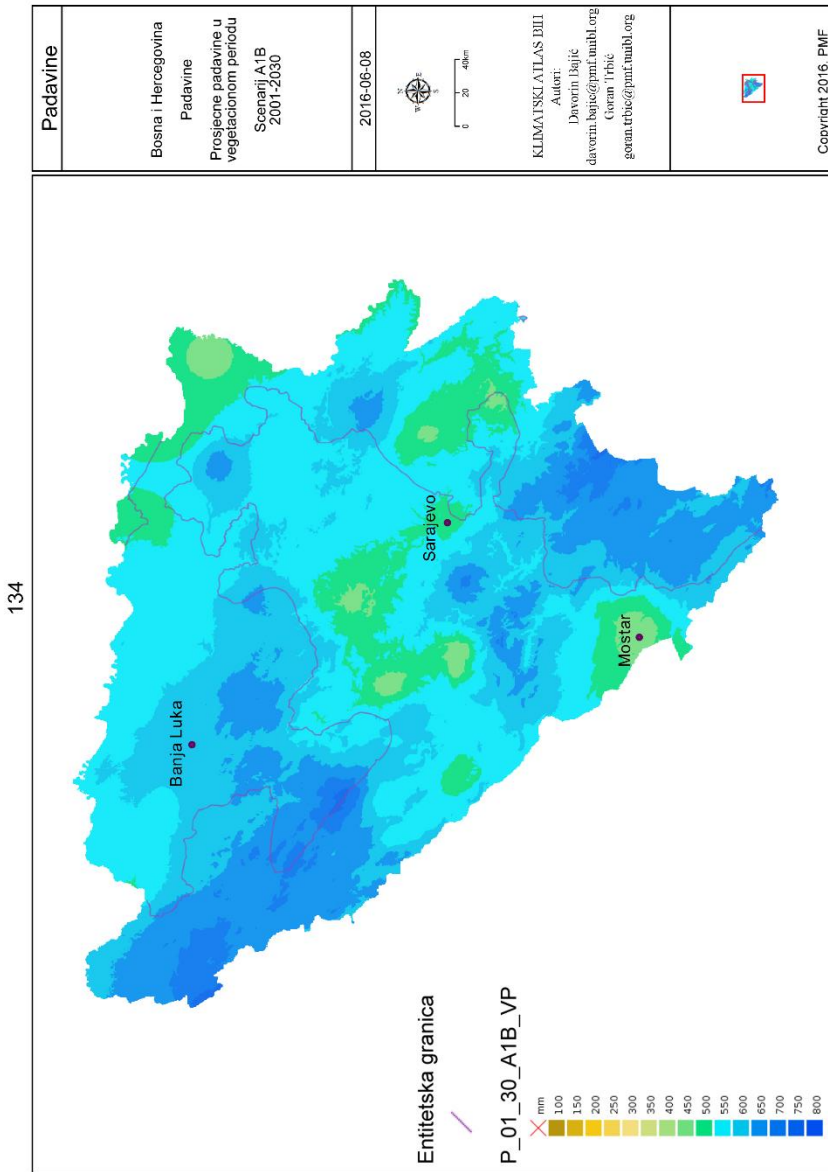 134
Padavine
Bosna i Hercegovina
Padavine
Prosjecne padavine u
vegetacionom periodu
Scenarij A1B
2001-2030
2016-06-08
N
W
E
S
0
20
40km
KLIMATSKI ATLAS BIH
Autori:
Davorin Bajić
davorin.bajic@pmf.unibl.org
Goran Trbić
goran.trbic@pmf.unibl.org
Copyright 2016. PMF
Banja Luka
Sarajevo
Mostar
Entitetska granica
P_01_30_A1B_VP
mm
100
150
200
250
300
350
400
450
500
550
600
650
700
750
800